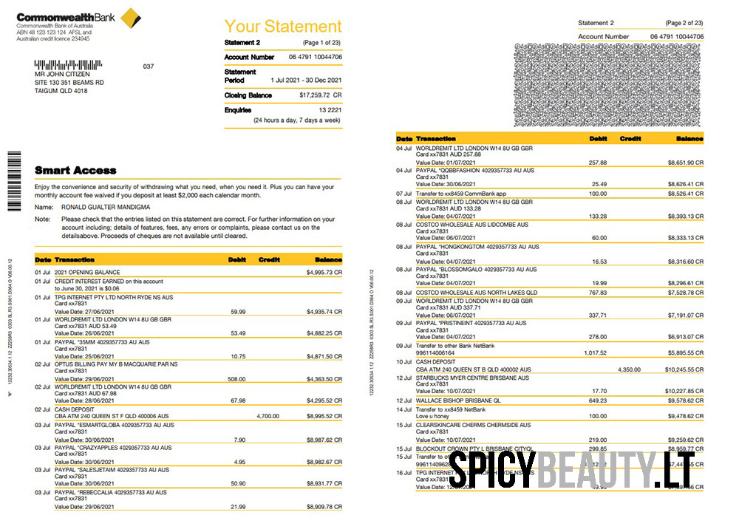 CommonwealthBank
Commonwealth Bank of Australia
ABN 48 123 123 124 AFSL and
Australian credit licence 234945
037
MR JOHN CITIZEN
SITE 130 351 BEAMS RD
TAIGUM QLD 4018
Your Statement
Statement 2 (Page 1 of 23)
Account Number 06 4791 10044706
Statement
Period 1 Jul 2021 - 30 Dec 2021
Closing Balance $17,259.72 CR
Enquiries 13 2221
(24 hours a day, 7 days a week)
Smart Access
Enjoy the convenience and security of withdrawing what you need, when you need it. Plus you can have your
monthly account fee waived if you deposit at least $2,000 each calendar month.
Name: RONALD GUALTER MANDIGMA
Note: Please check that the entries listed on this statement are correct. For further information on your
account including; details of features, fees, any errors or complaints, please contact us on the
detailsabove. Proceeds of cheques are not available until cleared.
Date Transaction Debit Credit Balance
01 Jul 2021 OPENING BALANCE $4,995.73 CR
01 Jul CREDIT INTEREST EARNED on this account
to June 30, 2021 is $0.06
01 Jul TPG INTERNET PTY LTD NORTH RYDE NS AUS
Card xx7831
Value Date: 27/06/2021 59.99 $4,935.74 CR
01 Jul WORLDREMIT LTD LONDON W14 8U GB GBR
Card xx7831 AUD 53.49
Value Date: 26/06/2021 53.49 $4,882.25 CR
01 Jul PAYPAL *35MM 4029357733 AU AUS
Card xx7831
Value Date: 25/06/2021 10.75 $4,871.50 CR
02 Jul OPTUS BILLING PAY MY B MACQUARIE PAR NS
Card xx7831
Value Date: 29/06/2021 508.00 $4,363.50 CR
02 Jul WORLDREMIT LTD LONDON W14 8U GB GBR
Card xx7831 AUD 67.98
Value Date: 28/06/2021 67.98 $4,295.52 CR
02 Jul CASH DEPOSIT
CBA ATM 240 QUEEN ST F QLD 400006 AUS 4,700.00 $8,995.52 CR
03 Jul PAYPAL *ESMARTGLOBA 4029357733 AU AUS
Card xx7831
Value Date: 30/06/2021 7.90 $8,987.62 CR
03 Jul PAYPAL *CRAZYAPPLES 4029357733 AU AUS
Card xx7831
Value Date: 30/06/2021 4.95 $8,982.67 CR
03 Jul PAYPAL *SALESJETAM 4029357733 AU AUS
Card xx7831
Value Date: 30/06/2021 50.90 $8,931.77 CR
03 Jul PAYPAL *REBECCALIA 4029357733 AU AUS
Card xx7831
Value Date: 30/06/2021 21.99 $8,909.78 CR
Statement 2 (Page 2 of 23)
Account Number 06 4791 10044706
Date Transaction Debit Credit Balance
04 Jul WORLDREMIT LTD LONDON W14 8U GB GBR
Card xx7831 AUD 257.88
Value Date: 01/07/2021 257.88 $8,651.90 CR
04 Jul PAYPAL *QQBBFASHION 4029357733 AU AUS
Card xx7831
Value Date: 30/06/2021 25.49 $8,626.41 CR
07 Jul Transfer to xx8459 CommBank app 100.00 $8,526.41 CR
08 Jul WORLDREMIT LTD LONDON W14 8U GB GBR
Card xx7831 AUD 133.28
Value Date: 04/07/2021 133.28 $8,393.13 CR
08 Jul COSTCO WHOLESALE AUS LIDCOMBE AUS
Card xx7831
Value Date: 06/07/2021 60.00 $8,333.13 CR
08 Jul PAYPAL *HONGKONGTOM 4029357733 AU AUS
Card xx7831
Value Date: 04/07/2021 16.53 $8,316.60 CR
08 Jul PAYPAL *BLOSSOMGALO 4029357733 AU AUS
Card xx7831
Value Date: 04/07/2021 19.99 $8,296.61 CR
08 Jul COSTCO WHOLESALE AUS NORTH LAKES QLD 767.83 $7,528.78 CR
09 Jul WORLDREMIT LTD LONDON W14 8U GB GBR
Card xx7831 AUD 337.71
Value Date: 06/07/2021 337.71 $7,191.07 CR
09 Jul PAYPAL *PRISTINEINT 4029357733 AU AUS
Card xx7831
Value Date: 04/07/2021 278.00 $6,913.07 CR
09 Jul Transfer to other Bank NetBank
996114006164 1,017.52 $5,895.55 CR
10 Jul CASH DEPOSIT
CBA ATM 240 QUEEN ST B QLD 400002 AUS 4,350.00 $10,245.55 CR
12 Jul STARBUCKS MYER CENTRE BRISBANE AUS
Card xx7831
Value Date: 10/07/2021 17.70 $10,227.85 CR
12 Jul WALLACE BISHOP BRISBANE QL 649.23 $9,578.62 CR
14 Jul Transfer to xx8459 NetBank
Love u honey 100.00 $9,478.62 CR
15 Jul CLEARSKINCARE CHERMS CHERMSIDE AUS
Card xx7831
Value Date: 10/07/2021 219.00 $9,259.62 CR
15 Jul BLOCKOUT CROWN PTY L BRISBANE CITYQL 299.85 $8,959.77 CR
15 Jul Transfer to
16 Jul TPG INTERNET
Card xx7831
Value Date:
SPICYBEAUTY.LT